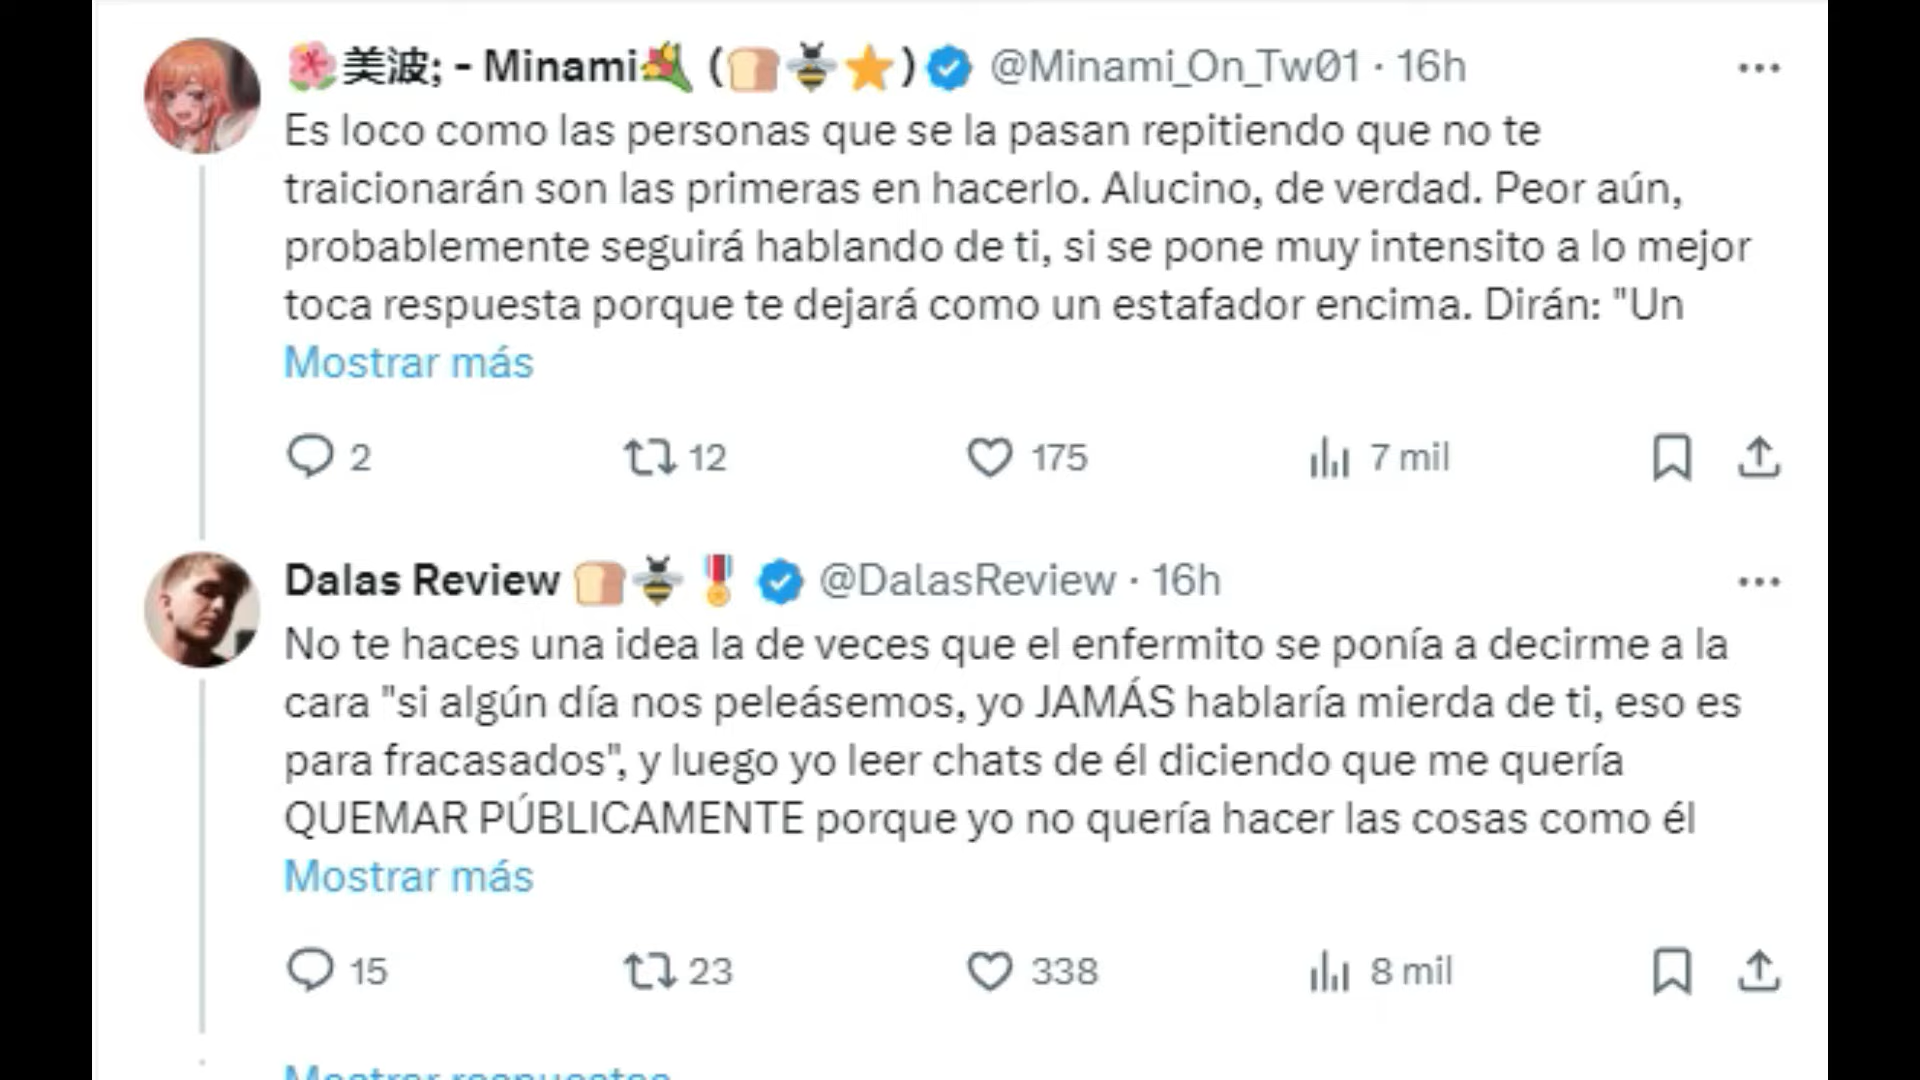 🌺美波; - Minami💐 (🍞🐝⭐) @Minami_On_Tw01 · 16h
Es loco como las personas que se la pasan repitiendo que no te
traicionarán son las primeras en hacerlo. Alucino, de verdad. Peor aún,
probablemente seguirá hablando de ti, si se pone muy intensito a lo mejor
toca respuesta porque te dejará como un estafador encima. Dirán: "Un
Mostrar más
2 12 175 7 mil
Dalas Review 🍞🐝🎖️ @DalasReview · 16h
No te haces una idea la de veces que el enfermito se ponía a decirme a la
cara "si algún día nos peleásemos, yo JAMÁS hablaría mierda de ti, eso es
para fracasados", y luego yo leer chats de él diciendo que me quería
QUEMAR PÚBLICAMENTE porque yo no quería hacer las cosas como él
Mostrar más
15 23 338 8 mil
Mostrar respuestas